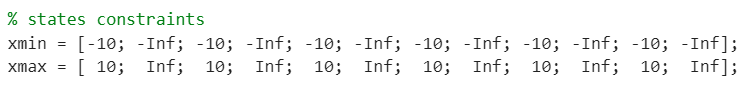 % states constraints
xmin = [-10; -Inf; -10; -Inf; -10; -Inf; -10; -Inf; -10; -Inf; -10; -Inf];
xmax = [ 10;  Inf;  10;  Inf;  10;  Inf;  10;  Inf;  10;  Inf;  10;  Inf];